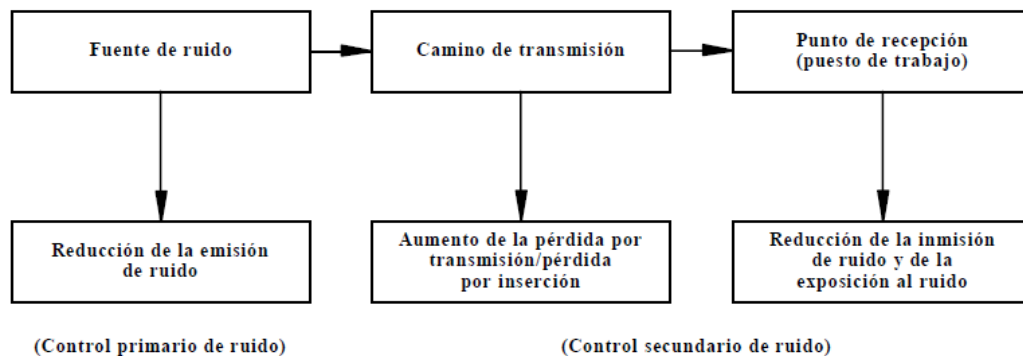 Fuente de ruido
Camino de transmisión
Punto de recepción
(puesto de trabajo)
Reducción de la emisión
de ruido
Aumento de la pérdida por
transmisión/pérdida
por inserción
Reducción de la inmisión
de ruido y de la
exposición al ruido
(Control primario de ruido)
(Control secundario de ruido)